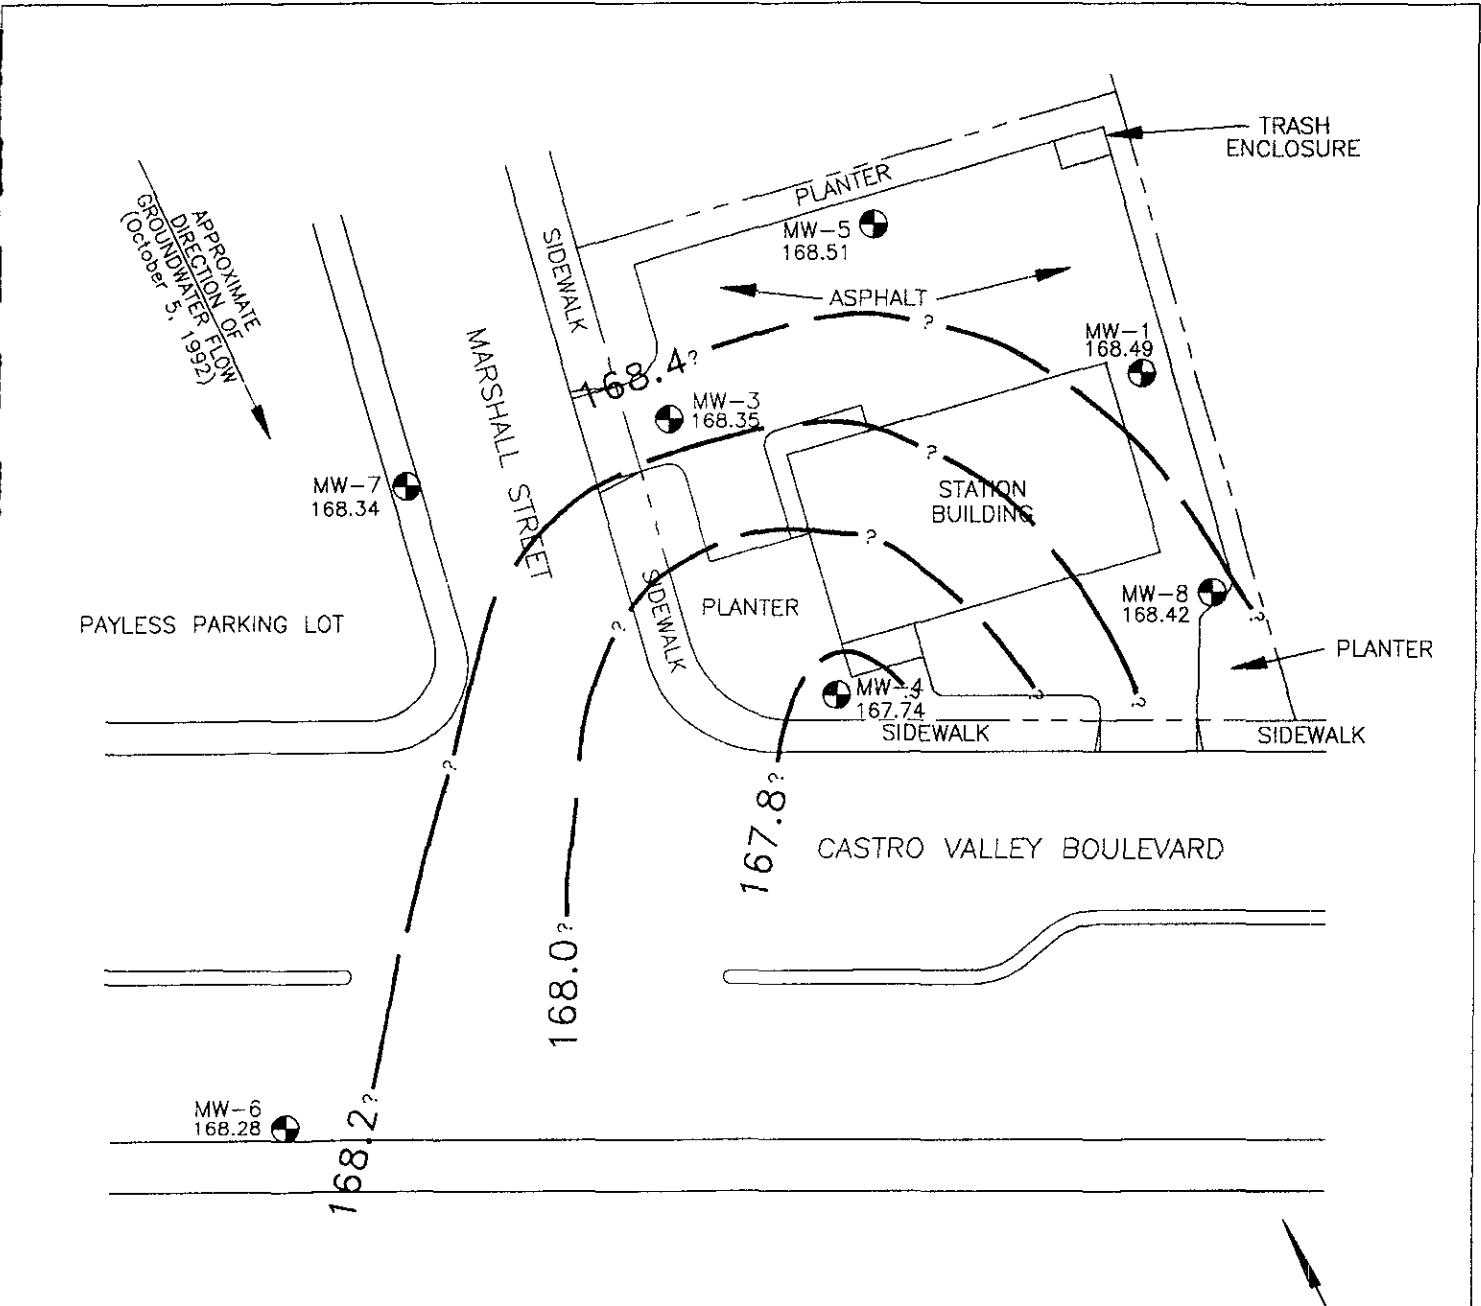 TRASH
ENCLOSURE
PLANTER
MW-5
168.51
APPROXIMATE
DIRECTION OF
GROUNDWATER FLOW
(October 5, 1992)
SIDEWALK
ASPHALT
?
MW-1
168.49
MARSHALL STREET
168.4?
MW-3
168.35
?
MW-7
168.34
STATION
BUILDING
?
SIDEWALK
PLANTER
MW-8
168.42
?
PAYLESS PARKING LOT
?
PLANTER
MW-4
167.74
?
?
?
SIDEWALK
SIDEWALK
?
167.8?
CASTRO VALLEY BOULEVARD
168.0?
MW-6
168.28
168.2?